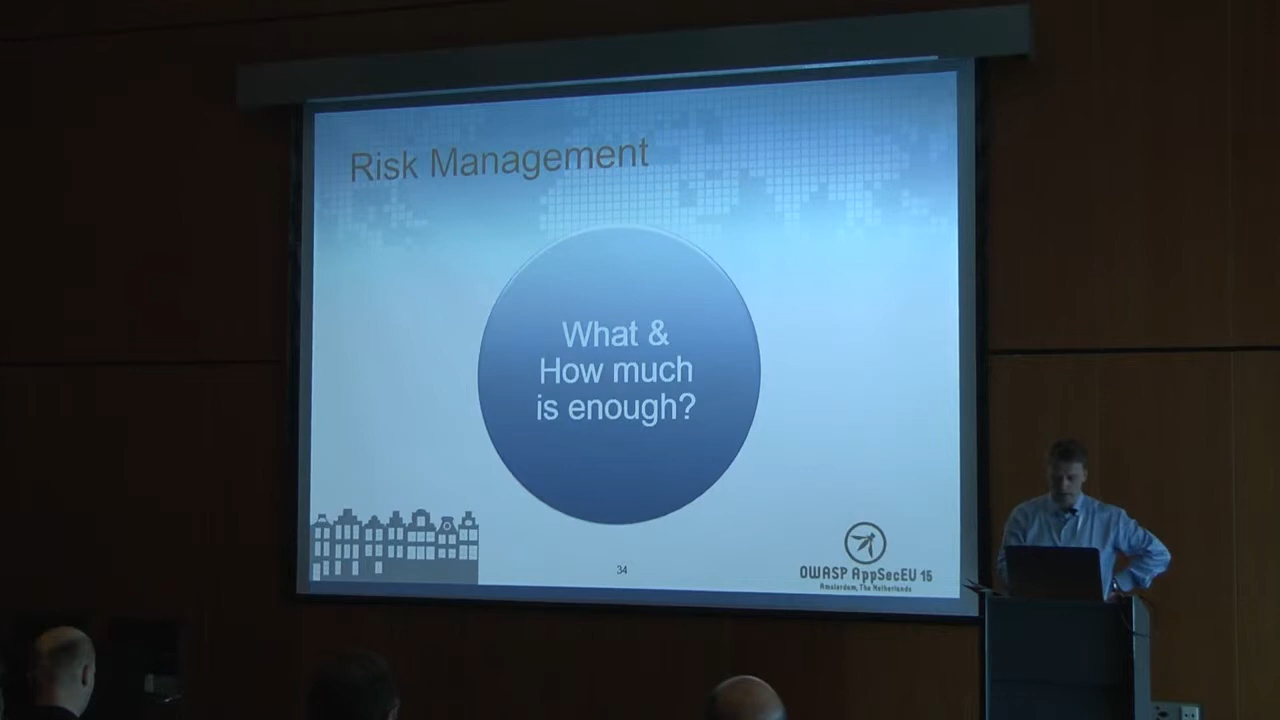 Risk Management
What &
How much
is enough?
34
OWASP AppSecEU 15
Amsterdam, The Netherlands